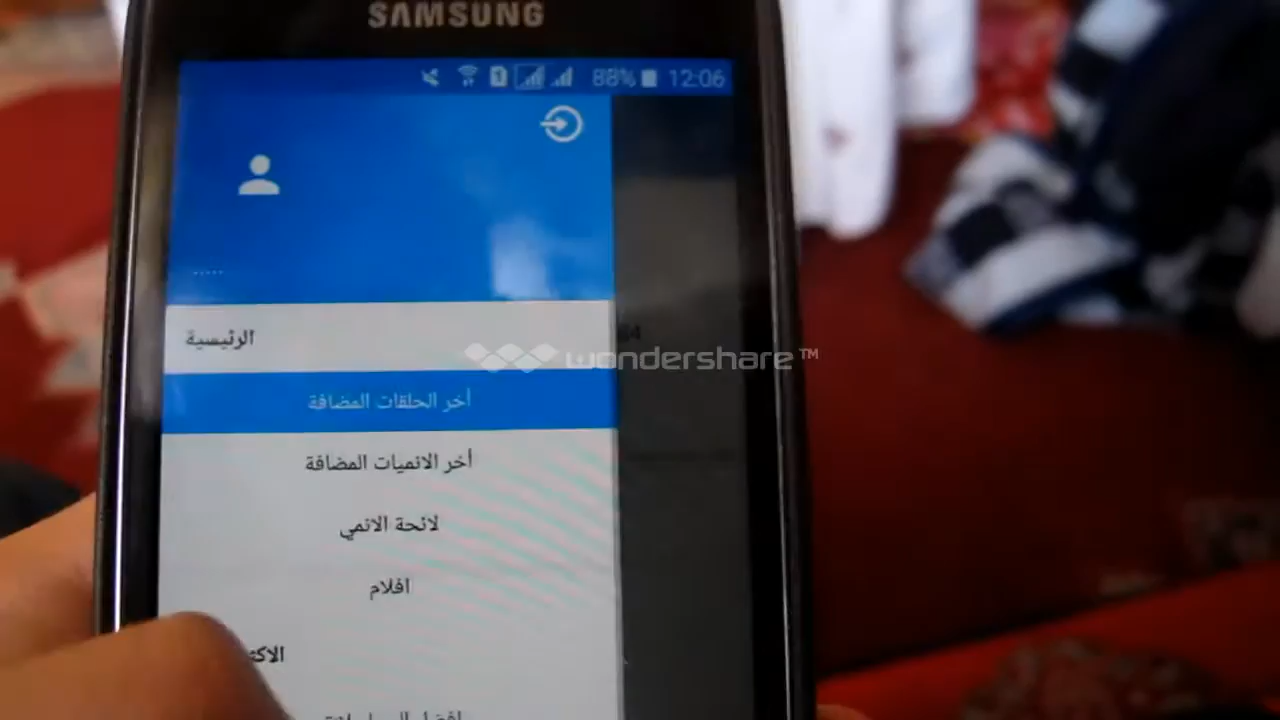 SAMSUNG
88% 12:06
الرئيسية
wondershare™
أخر الحلقات المضافة
أخر الانميات المضافة
لائحة الانمي
افلام